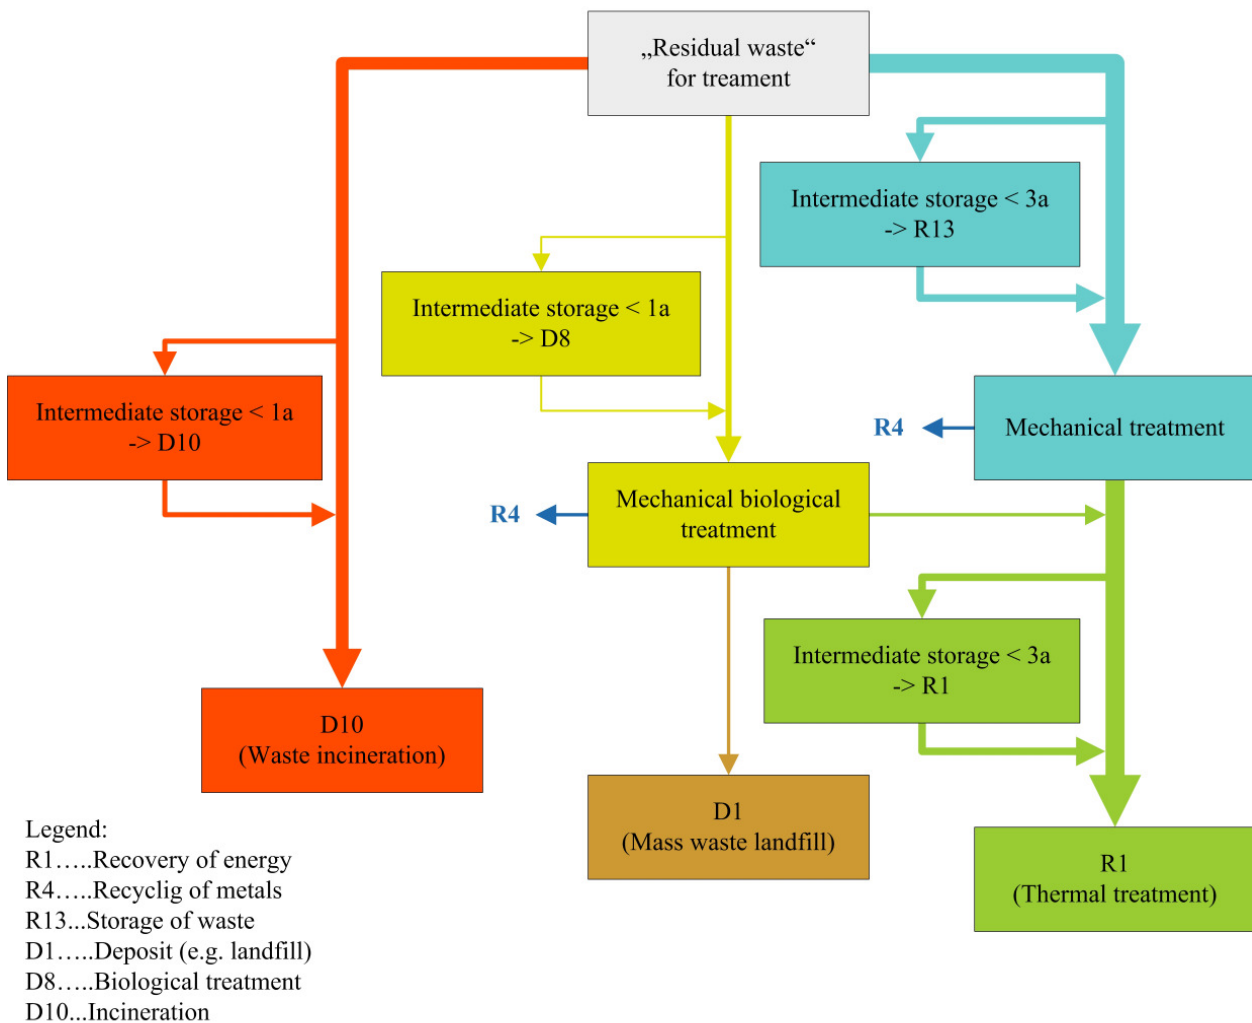 „Residual waste“
for treament
Intermediate storage < 3a
-> R13
Intermediate storage < 1a
-> D8
Intermediate storage < 1a
-> D10
R4
Mechanical treatment
R4
Mechanical biological
treatment
Intermediate storage < 3a
-> R1
D10
(Waste incineration)
D1
(Mass waste landfill)
R1
(Thermal treatment)
Legend:
R1…..Recovery of energy
R4…..Recyclig of metals
R13...Storage of waste
D1…..Deposit (e.g. landfill)
D8…..Biological treatment
D10...Incineration